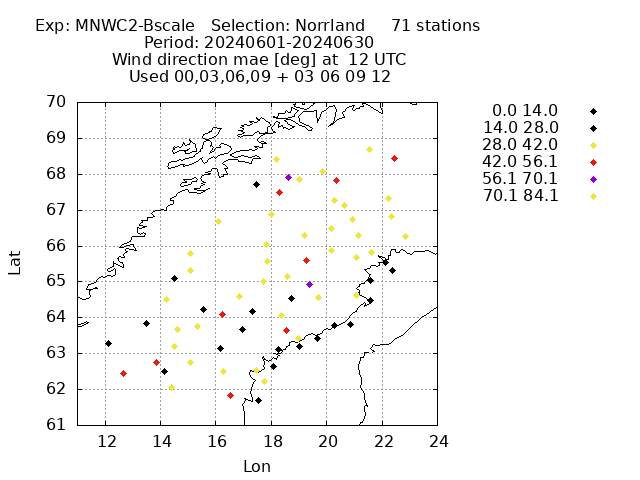 Exp: MNWC2-Bscale Selection: Norrland 71 stations
Period: 20240601-20240630
Wind direction mae [deg] at 12 UTC
Used 00,03,06,09 + 03 06 09 12
0.0 14.0
14.0 28.0
28.0 42.0
42.0 56.1
56.1 70.1
70.1 84.1
70
69
68
67
66
65
64
63
62
61
Lat
12 14 16 18 20 22 24
Lon